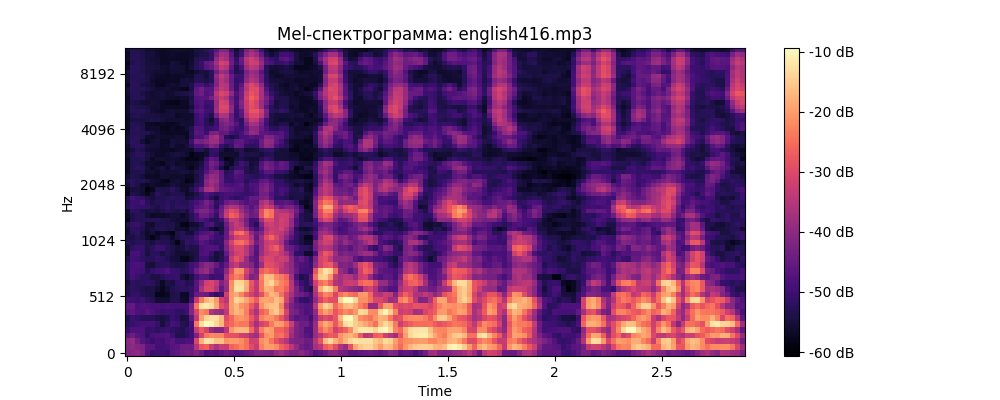 Mel-спектрограмма: english416.mp3
8192
4096
2048
1024
512
0
Hz
0 0.5 1 1.5 2 2.5
Time
-10 dB
-20 dB
-30 dB
-40 dB
-50 dB
-60 dB